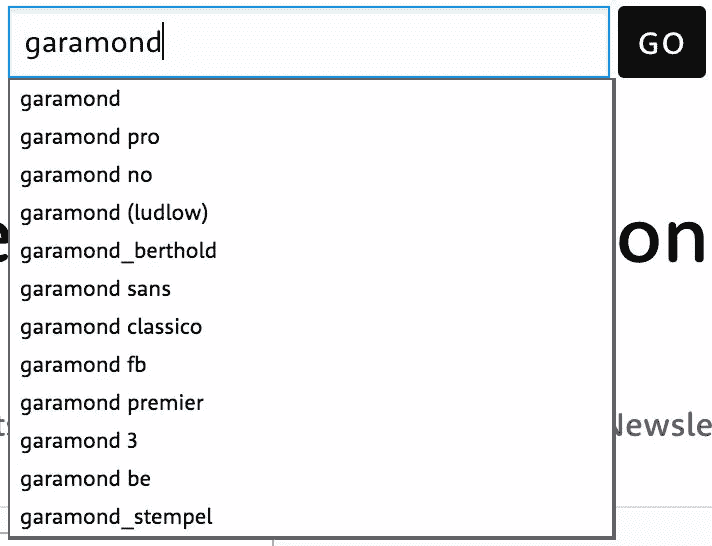 garamond GO
garamond
garamond pro
garamond no
garamond (ludlow)
garamond_berthold
garamond sans
on
garamond classico
garamond fb
garamond premier
Newsle
garamond 3
garamond be
garamond_stempel